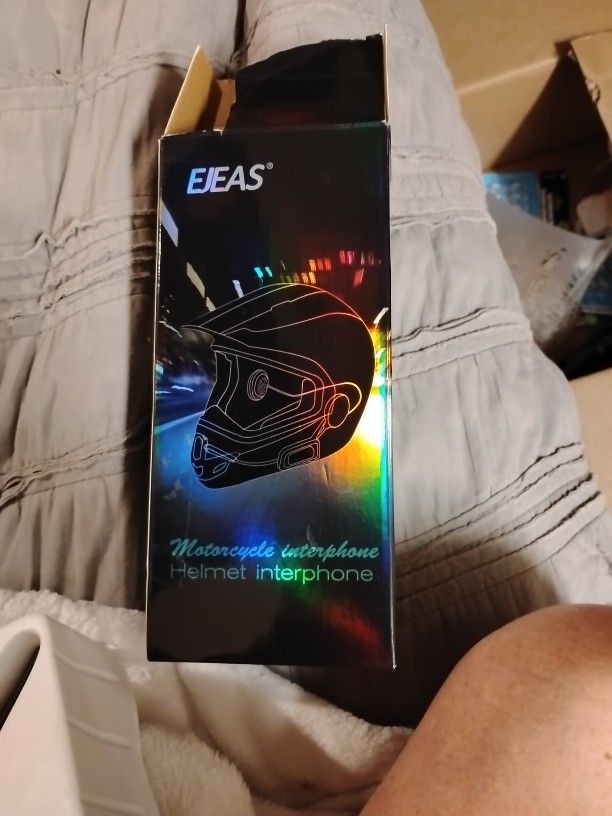 EJEAS®
Motorcycle interphone
Helmet interphone